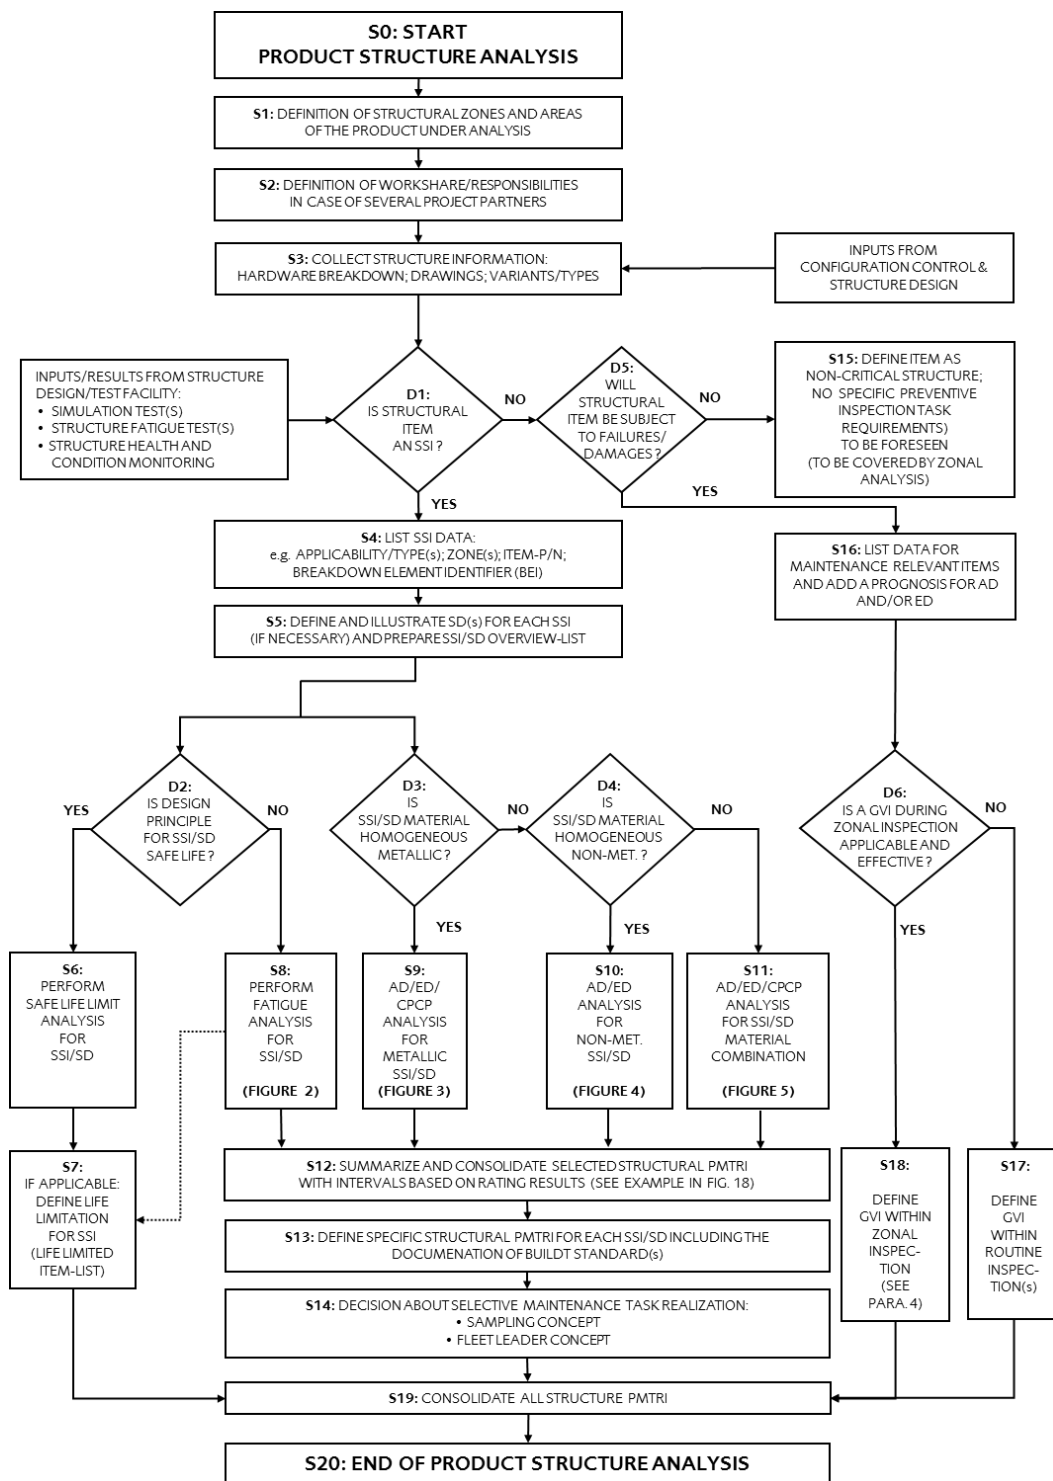 S0: START
PRODUCT STRUCTURE ANALYSIS
S1: DEFINITION OF STRUCTURAL ZONES AND AREAS
OF THE PRODUCT UNDER ANALYSIS
S2: DEFINITION OF WORKSHARE/RESPONSIBILITIES
IN CASE OF SEVERAL PROJECT PARTNERS
S3: COLLECT STRUCTURE INFORMATION:
HARDWARE BREAKDOWN; DRAWINGS; VARIANTS/TYPES
INPUTS FROM
CONFIGURATION CONTROL &
STRUCTURE DESIGN
INPUTS/RESULTS FROM STRUCTURE
DESIGN/TEST FACILITY:
• SIMULATION TEST(S)
• STRUCTURE FATIGUE TEST(S)
• STRUCTURE HEALTH AND
CONDITION MONITORING
D1:
IS STRUCTURAL
ITEM
AN SSI ?
NO
YES
D5:
WILL
STRUCTURAL
ITEM BE SUBJECT
TO FAILURES/
DAMAGES ?
NO
YES
S15: DEFINE ITEM AS
NON-CRITICAL STRUCTURE;
NO SPECIFIC PREVENTIVE
INSPECTION TASK
REQUIREMENTS)
TO BE FORESEEN
(TO BE COVERED BY ZONAL
ANALYSIS)
S4: LIST SSI DATA:
e.g. APPLICABILITY/TYPE(s); ZONE(s); ITEM-P/N;
BREAKDOWN ELEMENT IDENTIFIER (BEI)
S16: LIST DATA FOR
MAINTENANCE RELEVANT ITEMS
AND ADD A PROGNOSIS FOR AD
AND/OR ED
S5: DEFINE AND ILLUSTRATE SD(s) FOR EACH SSI
(IF NECESSARY) AND PREPARE SSI/SD OVERVIEW-LIST
D2:
IS DESIGN
PRINCIPLE
FOR SSI/SD
SAFE LIFE ?
YES
NO
D3:
IS
SSI/SD MATERIAL
HOMOGENEOUS
METALLIC ?
NO
YES
D4:
IS
SSI/SD MATERIAL
HOMOGENEOUS
NON-MET. ?
NO
YES
D6:
IS A GVI DURING
ZONAL INSPECTION
APPLICABLE AND
EFFECTIVE ?
NO
YES
S6:
PERFORM
SAFE LIFE LIMIT
ANALYSIS
FOR
SSI/SD
S8:
PERFORM
FATIGUE
ANALYSIS
FOR
SSI/SD
(FIGURE 2)
S9:
AD/ED/
CPCP
ANALYSIS
FOR
METALLIC
SSI/SD
(FIGURE 3)
S10:
AD/ED
ANALYSIS
FOR
NON-MET.
SSI/SD
(FIGURE 4)
S11:
AD/ED/CPCP
ANALYSIS
FOR SSI/SD
MATERIAL
COMBINATION
(FIGURE 5)
S7:
IF APPLICABLE:
DEFINE LIFE
LIMITATION
FOR SSI
(LIFE LIMITED
ITEM-LIST)
S12: SUMMARIZE AND CONSOLIDATE SELECTED STRUCTURAL PMTRI
WITH INTERVALS BASED ON RATING RESULTS (SEE EXAMPLE IN FIG. 18)
S13: DEFINE SPECIFIC STRUCTURAL PMTRI FOR EACH SSI/SD INCLUDING THE
DOCUMENATION OF BUILDT STANDARD(s)
S14: DECISION ABOUT SELECTIVE MAINTENANCE TASK REALIZATION:
• SAMPLING CONCEPT
• FLEET LEADER CONCEPT
S18:
DEFINE
GVI WITHIN
ZONAL
INSPEC-
TION
(SEE
PARA. 4)
S17:
DEFINE
GVI
WITHIN
ROUTINE
INSPEC-
TION(s)
S19: CONSOLIDATE ALL STRUCTURE PMTRI
S20: END OF PRODUCT STRUCTURE ANALYSIS